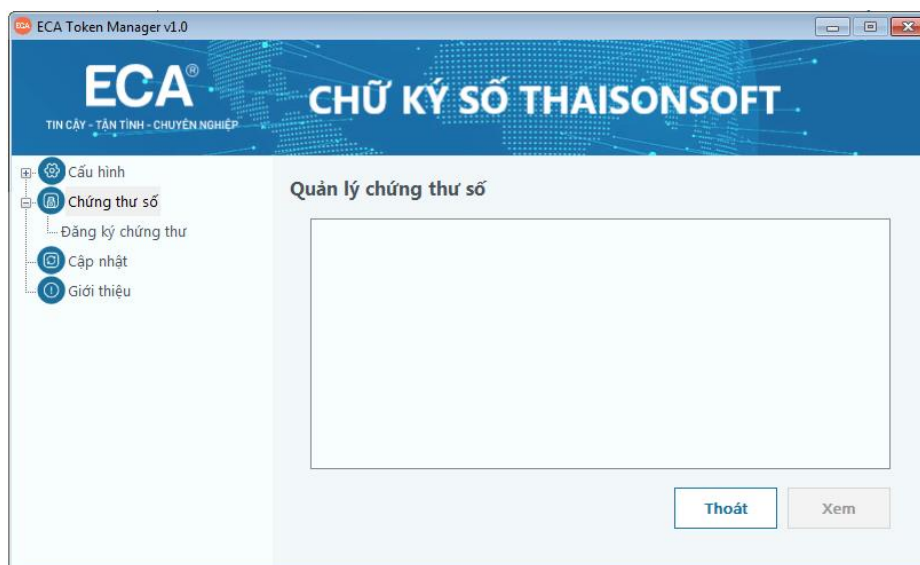 ECA Token Manager v1.0
ECA®
TIN CẬY - TẬN TÌNH - CHUYÊN NGHIỆP
CHỮ KÝ SỐ THAISONSOFT
Cấu hình
Chứng thư số
Đăng ký chứng thư
Cập nhật
Giới thiệu
Quản lý chứng thư số
Thoát
Xem